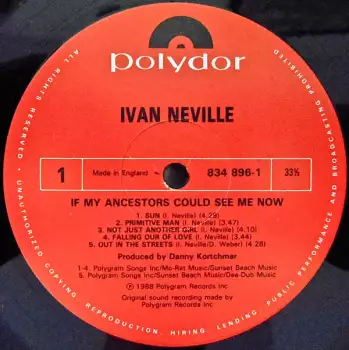 polydor
IVAN NEVILLE
1 Made in England 834 896-1 33⅓
IF MY ANCESTORS COULD SEE ME NOW
1. SUN (I. Neville) (4.29)
2. PRIMITIVE MAN (I. Neville) (3.47)
3. NOT JUST ANOTHER GIRL (I. Neville) (4.10)
4. FALLING OUR OF LOVE (I. Neville) (3.44)
5. OUT IN THE STREETS (I. Neville/D. Weber) (4.26)
Produced by Danny Kortchmar
1-4. Polygram Songs Inc/Mo-Rat Music/Sunset Beach Music
5. Polygram Songs Inc/Sunset Beach Music/Dee-Dub Music
℗ 1988 Polygram Records Inc
Original sound recording made by
Polygram Records Inc
ALL RIGHTS RESERVED · UNAUTHORIZED COPYING, REPRODUCTION, HIRING, LENDING, PUBLIC PERFORMANCE AND BROADCASTING PROHIBITED